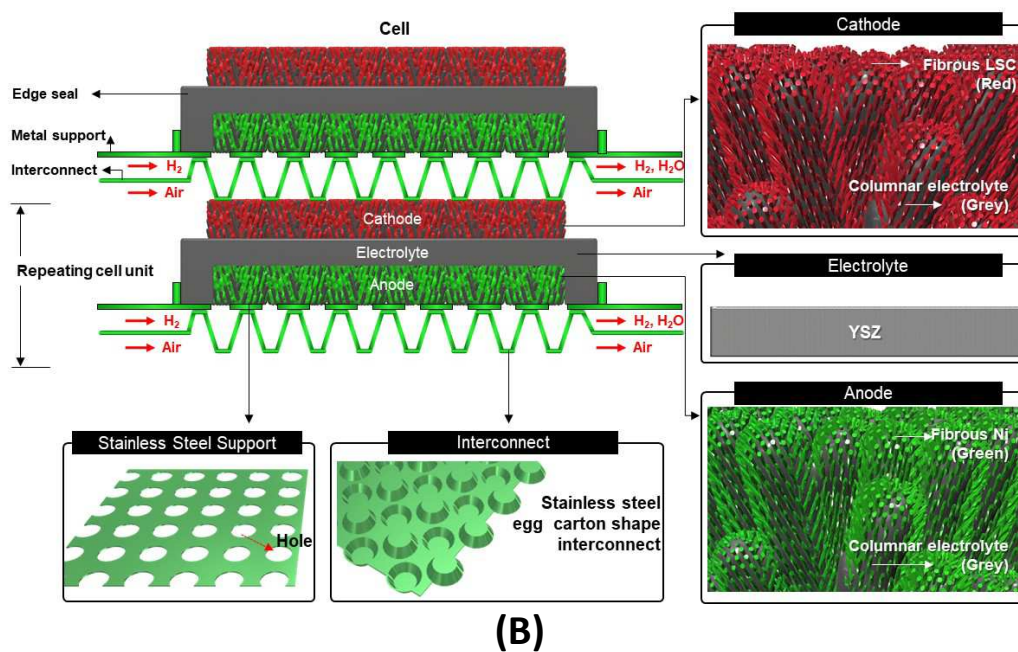 Cell
Edge seal
Metal support
Interconnect
H₂
Air
H₂, H₂O
Air
Repeating cell unit
Cathode
Electrolyte
Anode
H₂
Air
H₂, H₂O
Air
Cathode
Fibrous LSC
(Red)
Columnar electrolyte
(Grey)
Electrolyte
YSZ
Anode
Fibrous Ni
(Green)
Columnar electrolyte
(Grey)
Stainless Steel Support
Hole
Interconnect
Stainless steel
egg carton shape
interconnect
(B)